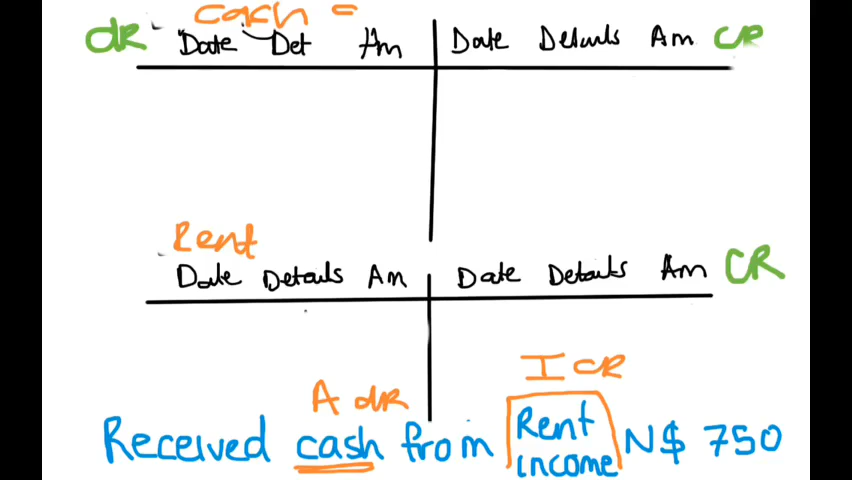 cash =
dR Date Det Am Date Details Am CR
Rent
Date Details Am Date Details Am CR
I CR
A dR
Received cash from Rent income N$ 750